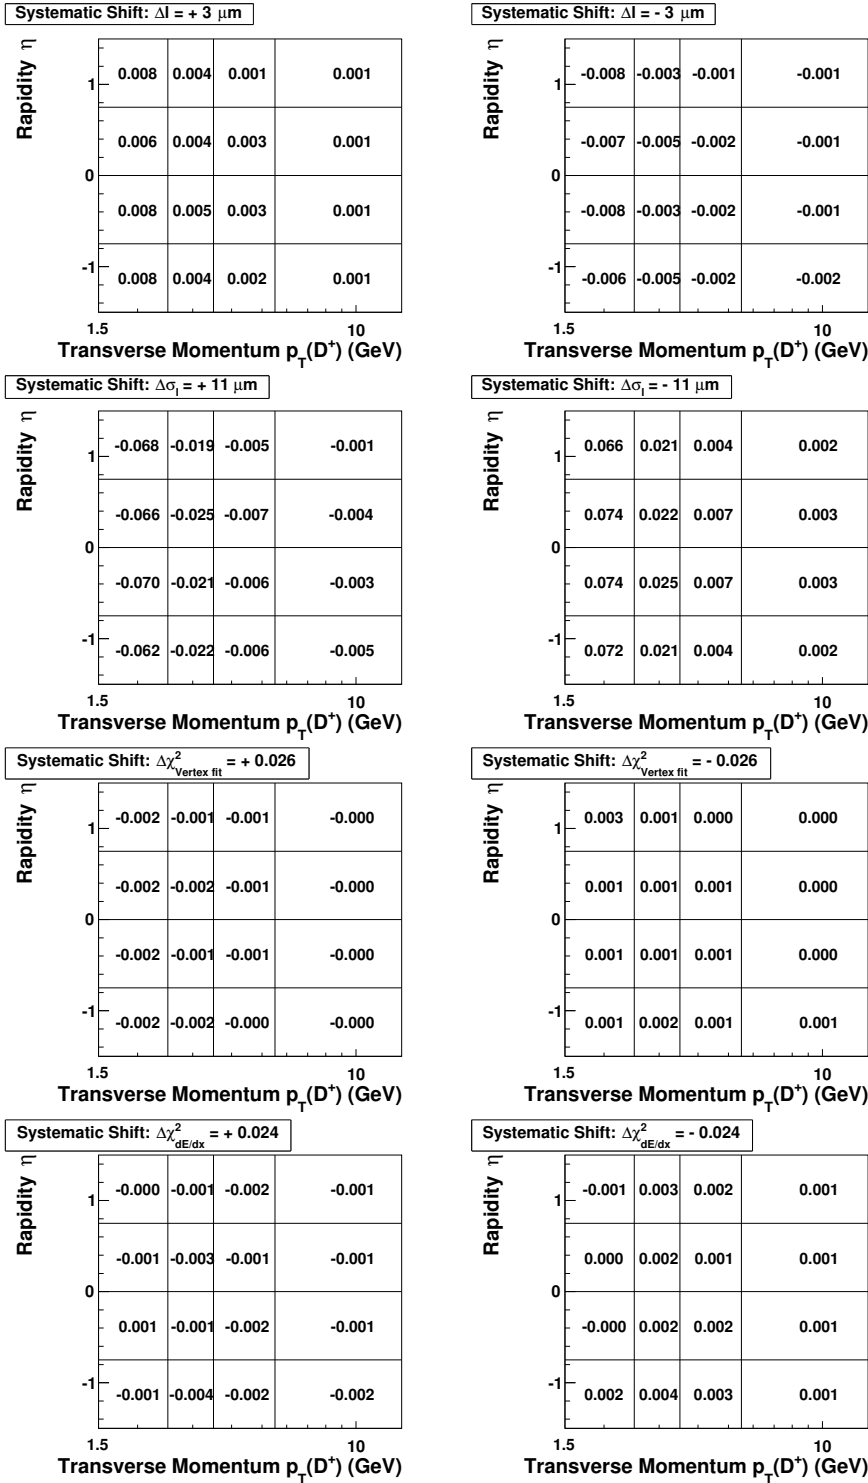 Systematic Shift: Δl = + 3 μm
Rapidity η
1
0.008 0.004 0.001 0.001
0.006 0.004 0.003 0.001
0
0.008 0.005 0.003 0.001
-1
0.008 0.004 0.002 0.001
1.5 10
Transverse Momentum p_T(D⁺) (GeV)
Systematic Shift: Δl = - 3 μm
Rapidity η
1
-0.008 -0.003 -0.001 -0.001
-0.007 -0.005 -0.002 -0.001
0
-0.008 -0.003 -0.002 -0.001
-1
-0.006 -0.005 -0.002 -0.002
1.5 10
Transverse Momentum p_T(D⁺) (GeV)
Systematic Shift: Δσ_l = + 11 μm
Rapidity η
1
-0.068 -0.019 -0.005 -0.001
-0.066 -0.025 -0.007 -0.004
0
-0.070 -0.021 -0.006 -0.003
-1
-0.062 -0.022 -0.006 -0.005
1.5 10
Transverse Momentum p_T(D⁺) (GeV)
Systematic Shift: Δσ_l = - 11 μm
Rapidity η
1
0.066 0.021 0.004 0.002
0.074 0.022 0.007 0.003
0
0.074 0.025 0.007 0.003
-1
0.072 0.021 0.004 0.002
1.5 10
Transverse Momentum p_T(D⁺) (GeV)
Systematic Shift: Δχ²_Vertex fit = + 0.026
Rapidity η
1
-0.002 -0.001 -0.001 -0.000
-0.002 -0.002 -0.001 -0.000
0
-0.002 -0.001 -0.001 -0.000
-1
-0.002 -0.002 -0.000 -0.000
1.5 10
Transverse Momentum p_T(D⁺) (GeV)
Systematic Shift: Δχ²_Vertex fit = - 0.026
Rapidity η
1
0.003 0.001 0.000 0.000
0.001 0.001 0.001 0.000
0
0.001 0.001 0.001 0.000
-1
0.001 0.002 0.001 0.001
1.5 10
Transverse Momentum p_T(D⁺) (GeV)
Systematic Shift: Δχ²_dE/dx = + 0.024
Rapidity η
1
-0.000 -0.001 -0.002 -0.001
-0.001 -0.003 -0.001 -0.001
0
0.001 -0.001 -0.002 -0.001
-1
-0.001 -0.004 -0.002 -0.002
1.5 10
Transverse Momentum p_T(D⁺) (GeV)
Systematic Shift: Δχ²_dE/dx = - 0.024
Rapidity η
1
-0.001 0.003 0.002 0.001
0.000 0.002 0.001 0.001
0
-0.000 0.002 0.002 0.001
-1
0.002 0.004 0.003 0.001
1.5 10
Transverse Momentum p_T(D⁺) (GeV)